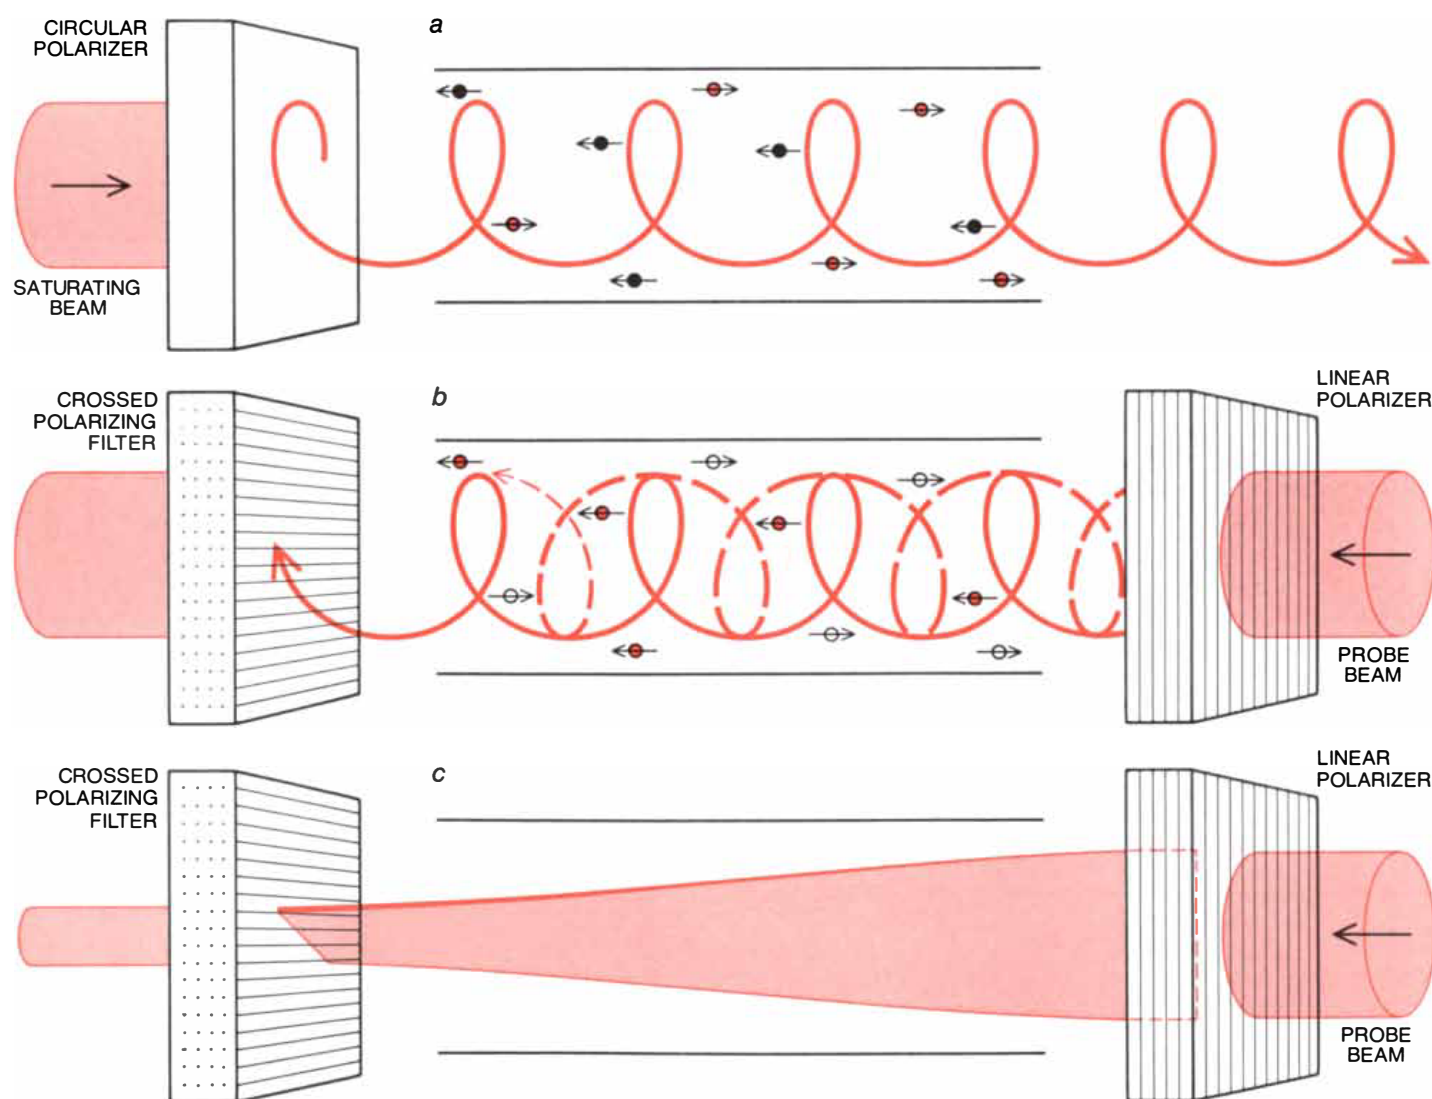 CIRCULAR
POLARIZER
a
SATURATING
BEAM
CROSSED
POLARIZING
FILTER
b
LINEAR
POLARIZER
PROBE
BEAM
CROSSED
POLARIZING
FILTER
c
LINEAR
POLARIZER
PROBE
BEAM